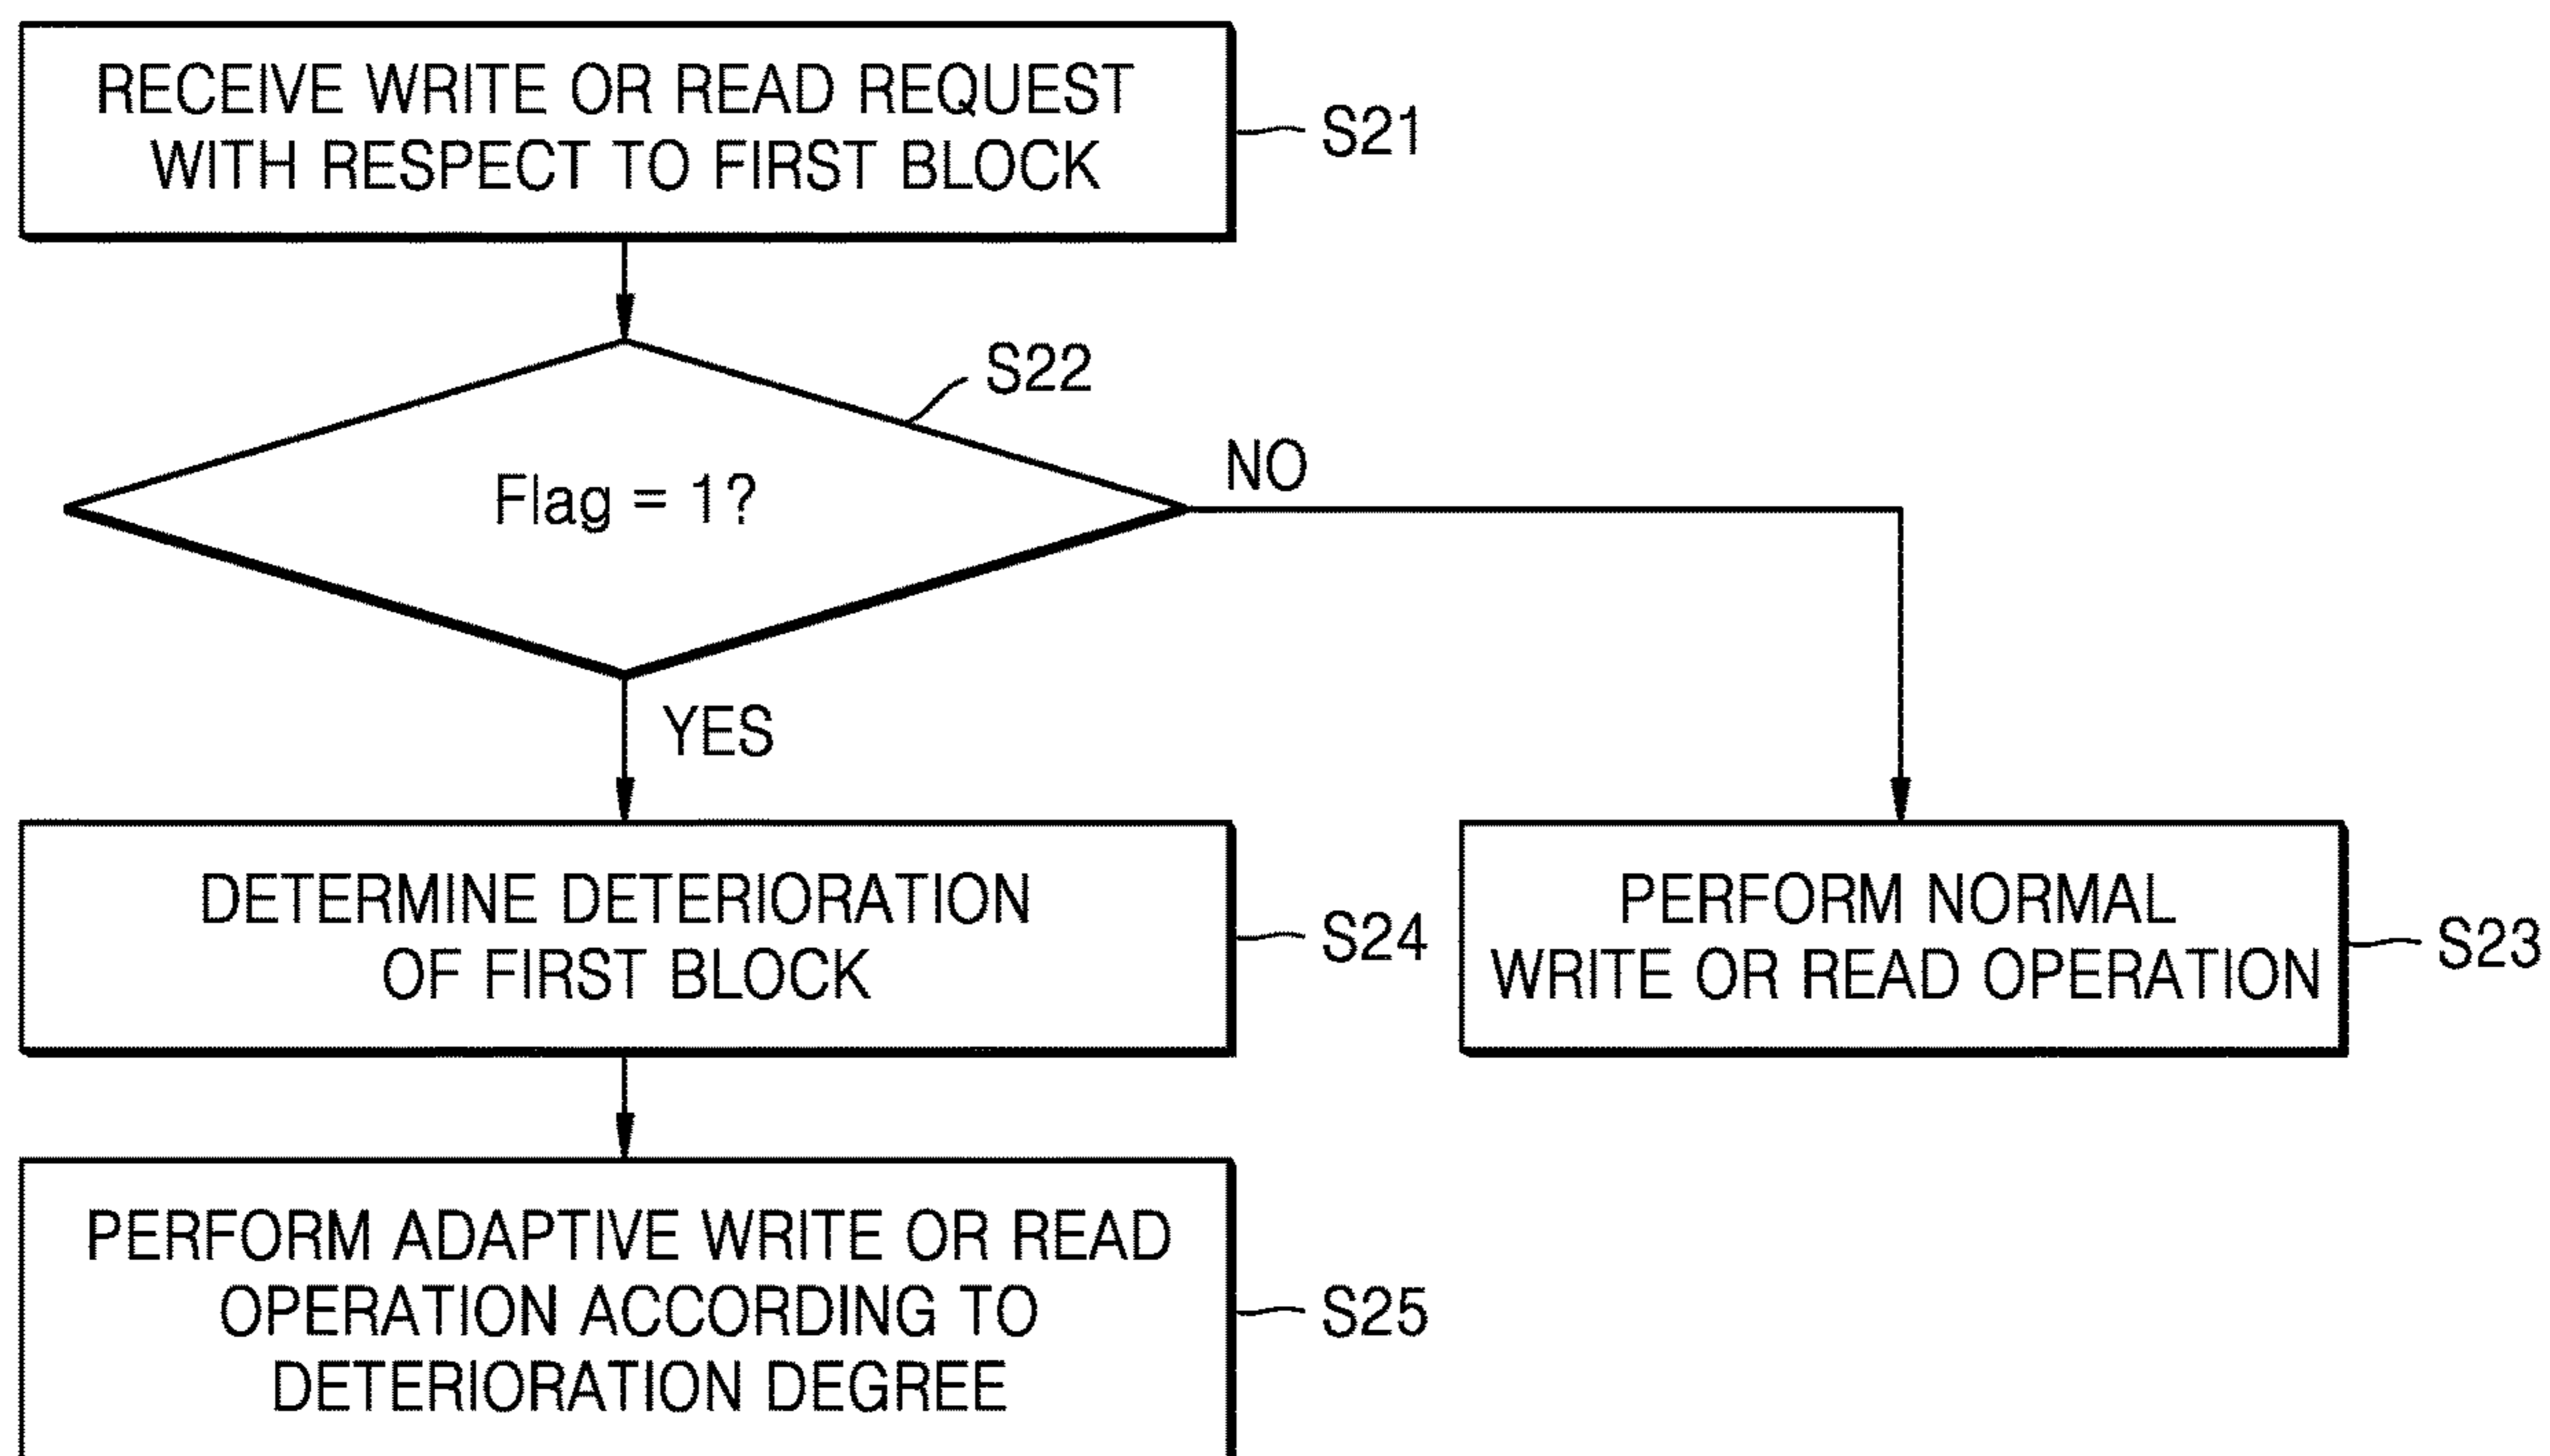 RECEIVE WRITE OR READ REQUEST
WITH RESPECT TO FIRST BLOCK
S21
S22
Flag = 1?
NO
YES
DETERMINE DETERIORATION
OF FIRST BLOCK
S24
PERFORM NORMAL
WRITE OR READ OPERATION
S23
PERFORM ADAPTIVE WRITE OR READ
OPERATION ACCORDING TO
DETERIORATION DEGREE
S25